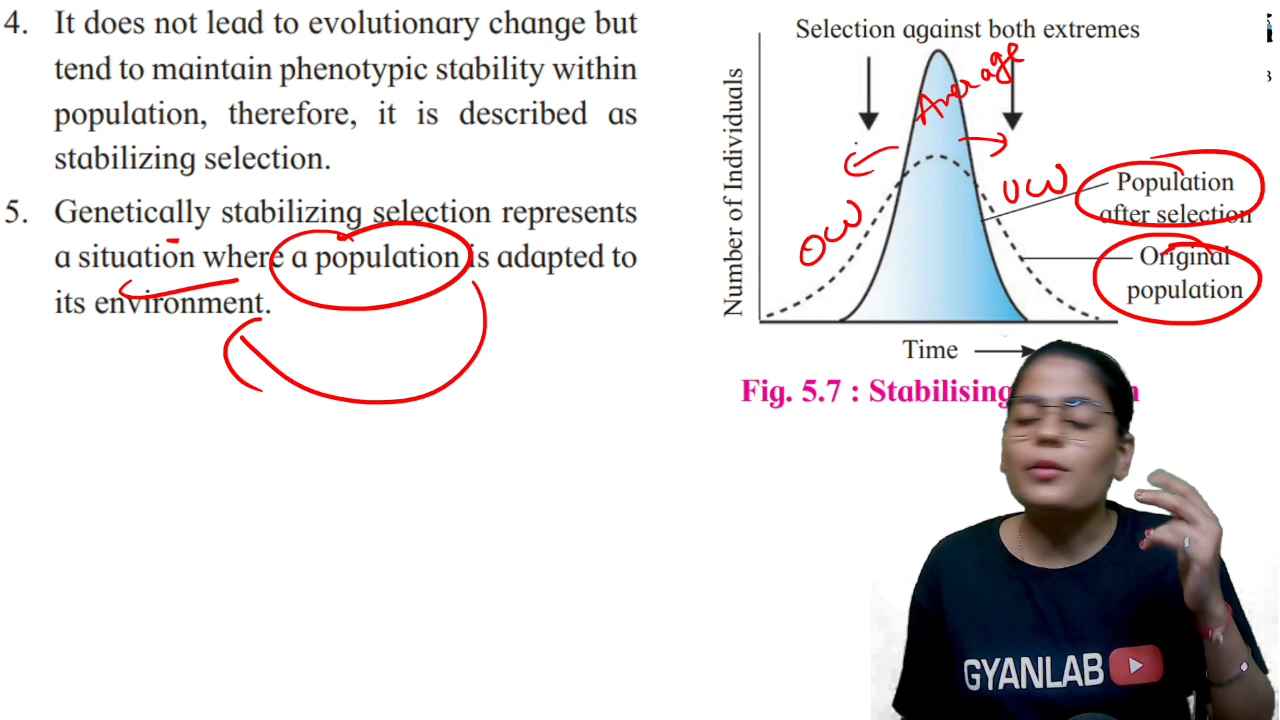 4. It does not lead to evolutionary change but
tend to maintain phenotypic stability within
population, therefore, it is described as
stabilizing selection.
5. Genetically stabilizing selection represents
a situation where a population is adapted to
its environment.
Selection against both extremes
Number of Individuals
Average
OW
UW
Population
after selection
Original
population
Time
Fig. 5.7 : Stabilising
GYANLAB